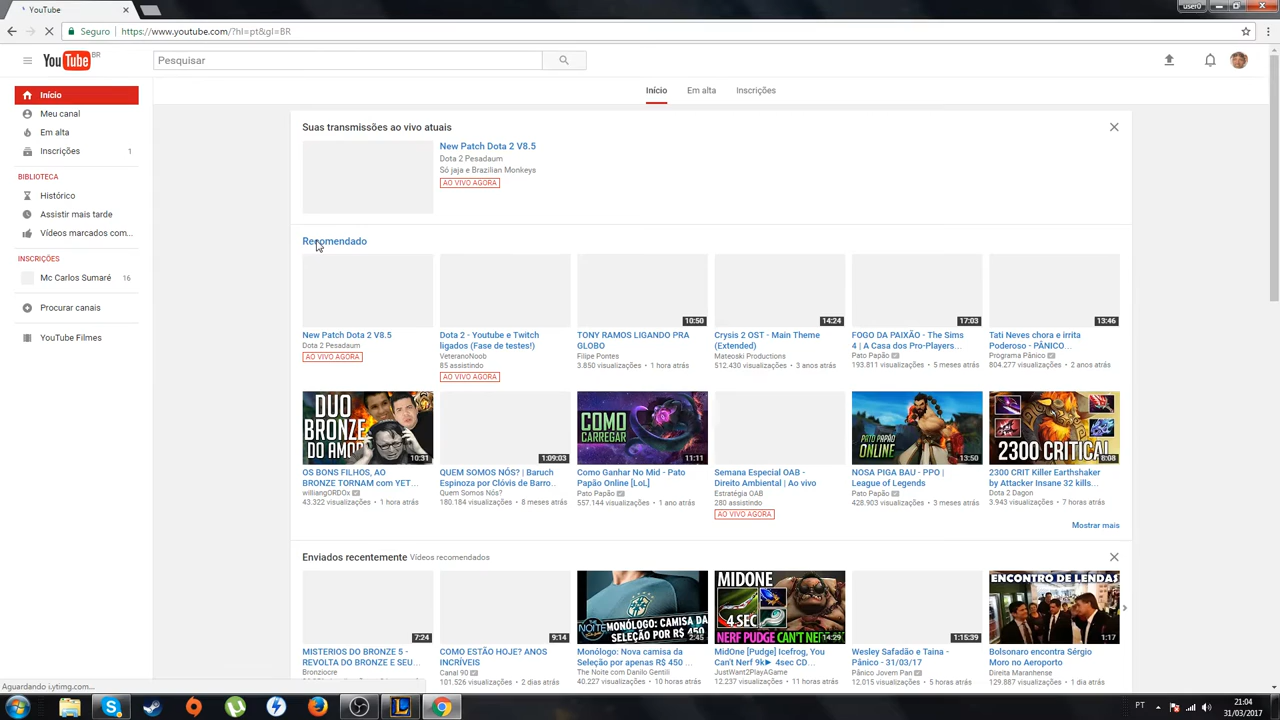 YouTube
user0
Seguro
https://www.youtube.com/?hl=pt&gl=BR
YouTube BR
Pesquisar
Início
Meu canal
Em alta
Inscrições 1
BIBLIOTECA
Histórico
Assistir mais tarde
Vídeos marcados com...
INSCRIÇÕES
Mc Carlos Sumaré 16
Procurar canais
YouTube Filmes
Início Em alta Inscrições
Suas transmissões ao vivo atuais
New Patch Dota 2 V8.5
Dota 2 Pesadaum
Só jaja e Brazilian Monkeys
AO VIVO AGORA
Recomendado
New Patch Dota 2 V8.5
Dota 2 Pesadaum
AO VIVO AGORA
Dota 2 - Youtube e Twitch
ligados (Fase de testes!)
VeteranoNoob
85 assistindo
AO VIVO AGORA
10:50
TONY RAMOS LIGANDO PRA
GLOBO
Filipe Pontes
3.850 visualizações • 1 hora atrás
14:24
Crysis 2 OST - Main Theme
(Extended)
Mateoski Productions
512.430 visualizações • 3 anos atrás
17:03
FOGO DA PAIXÃO - The Sims
4 | A Casa dos Pro-Players...
Pato Papão
193.811 visualizações • 5 meses atrás
13:46
Tati Neves chora e irrita
Poderoso - PÂNICO...
Programa Pânico
804.277 visualizações • 2 anos atrás
DUO
BRONZE
DO AMOR
10:31
OS BONS FILHOS, AO
BRONZE TORNAM com YET...
williangORDOx
43.322 visualizações • 1 hora atrás
1:09:03
QUEM SOMOS NÓS? | Baruch
Espinoza por Clóvis de Barro...
Quem Somos Nós?
180.184 visualizações • 8 meses atrás
COMO
CARREGAR
11:11
Como Ganhar No Mid - Pato
Papão Online [LoL]
Pato Papão
557.144 visualizações • 1 ano atrás
Semana Especial OAB -
Direito Ambiental | Ao vivo
Estratégia OAB
280 assistindo
AO VIVO AGORA
PATO PAPÃO
ONLINE
13:50
NOSA PIGA BAU - PPO |
League of Legends
Pato Papão
428.903 visualizações • 3 meses atrás
2300 CRITICAL
8:08
2300 CRIT Killer Earthshaker
by Attacker Insane 32 kills...
Dota 2 Dagon
3.943 visualizações • 7 horas atrás
Mostrar mais
Enviados recentemente Vídeos recomendados
7:24
MISTERIOS DO BRONZE 5 -
REVOLTA DO BRONZE E SEU...
Bronziocre
9:14
COMO ESTÃO HOJE? ANOS
INCRÍVEIS
Canal 90
101.526 visualizações • 2 dias atrás
THE
NOITE
MONÓLOGO: CAMISA DA
SELEÇÃO POR R$ 450
2:45
Monólogo: Nova camisa da
Seleção por apenas R$ 450 ...
The Noite com Danilo Gentili
40.227 visualizações • 10 horas atrás
MIDONE
4 SEC
NERF PUDGE CAN'T NERF
14:29
MidOne [Pudge] Icefrog, You
Can't Nerf 9k► 4sec CD...
JustWant2PlayAGame
12.237 visualizações • 11 horas atrás
1:15:39
Wesley Safadão e Taina -
Pânico - 31/03/17
Pânico Jovem Pan
12.015 visualizações • 5 horas atrás
ENCONTRO DE LENDAS
1:17
Bolsonaro encontra Sérgio
Moro no Aeroporto
Direita Maranhense
129.887 visualizações • 1 dia atrás
Aguardando i.ytimg.com...
PT
21:04
31/03/2017